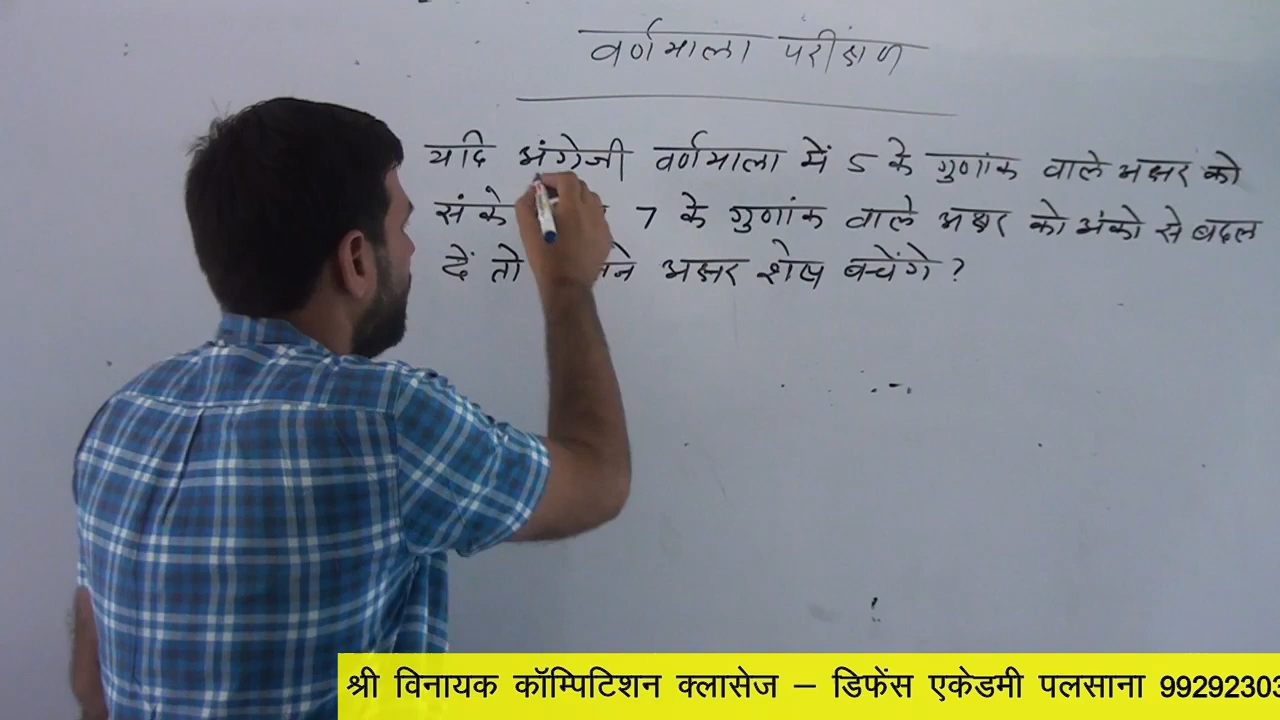 वर्णमाला परीक्षण
यदि अंग्रेजी वर्णमाला में 5 के गुणांक वाले अक्षर को
संके 7 के गुणांक वाले अक्षर को अंको से बदल
दें तो अक्षर शेष बचेंगे ?
श्री विनायक कॉम्पिटिशन क्लासेज – डिफेंस एकेडमी पलसाना 99292303